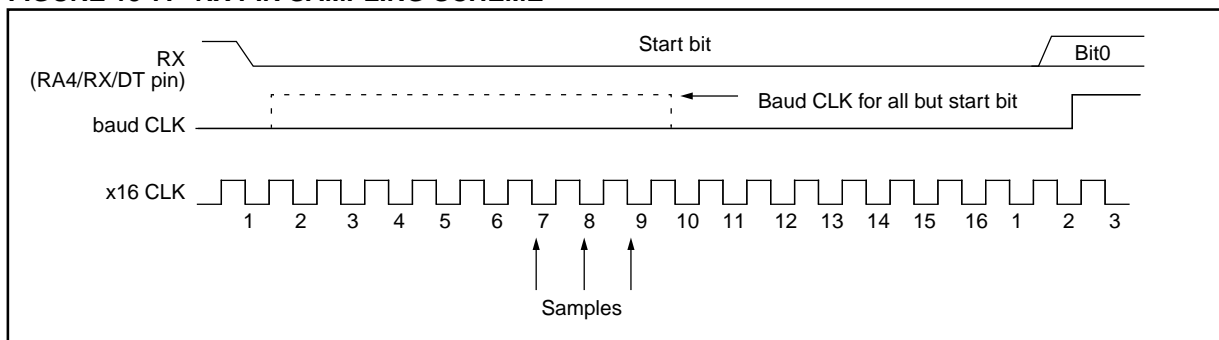 RX
(RA4/RX/DT pin)
Start bit
Bit0
Baud CLK for all but start bit
baud CLK
x16 CLK
1 2 3 4 5 6 7 8 9 10 11 12 13 14 15 16 1 2 3
Samples